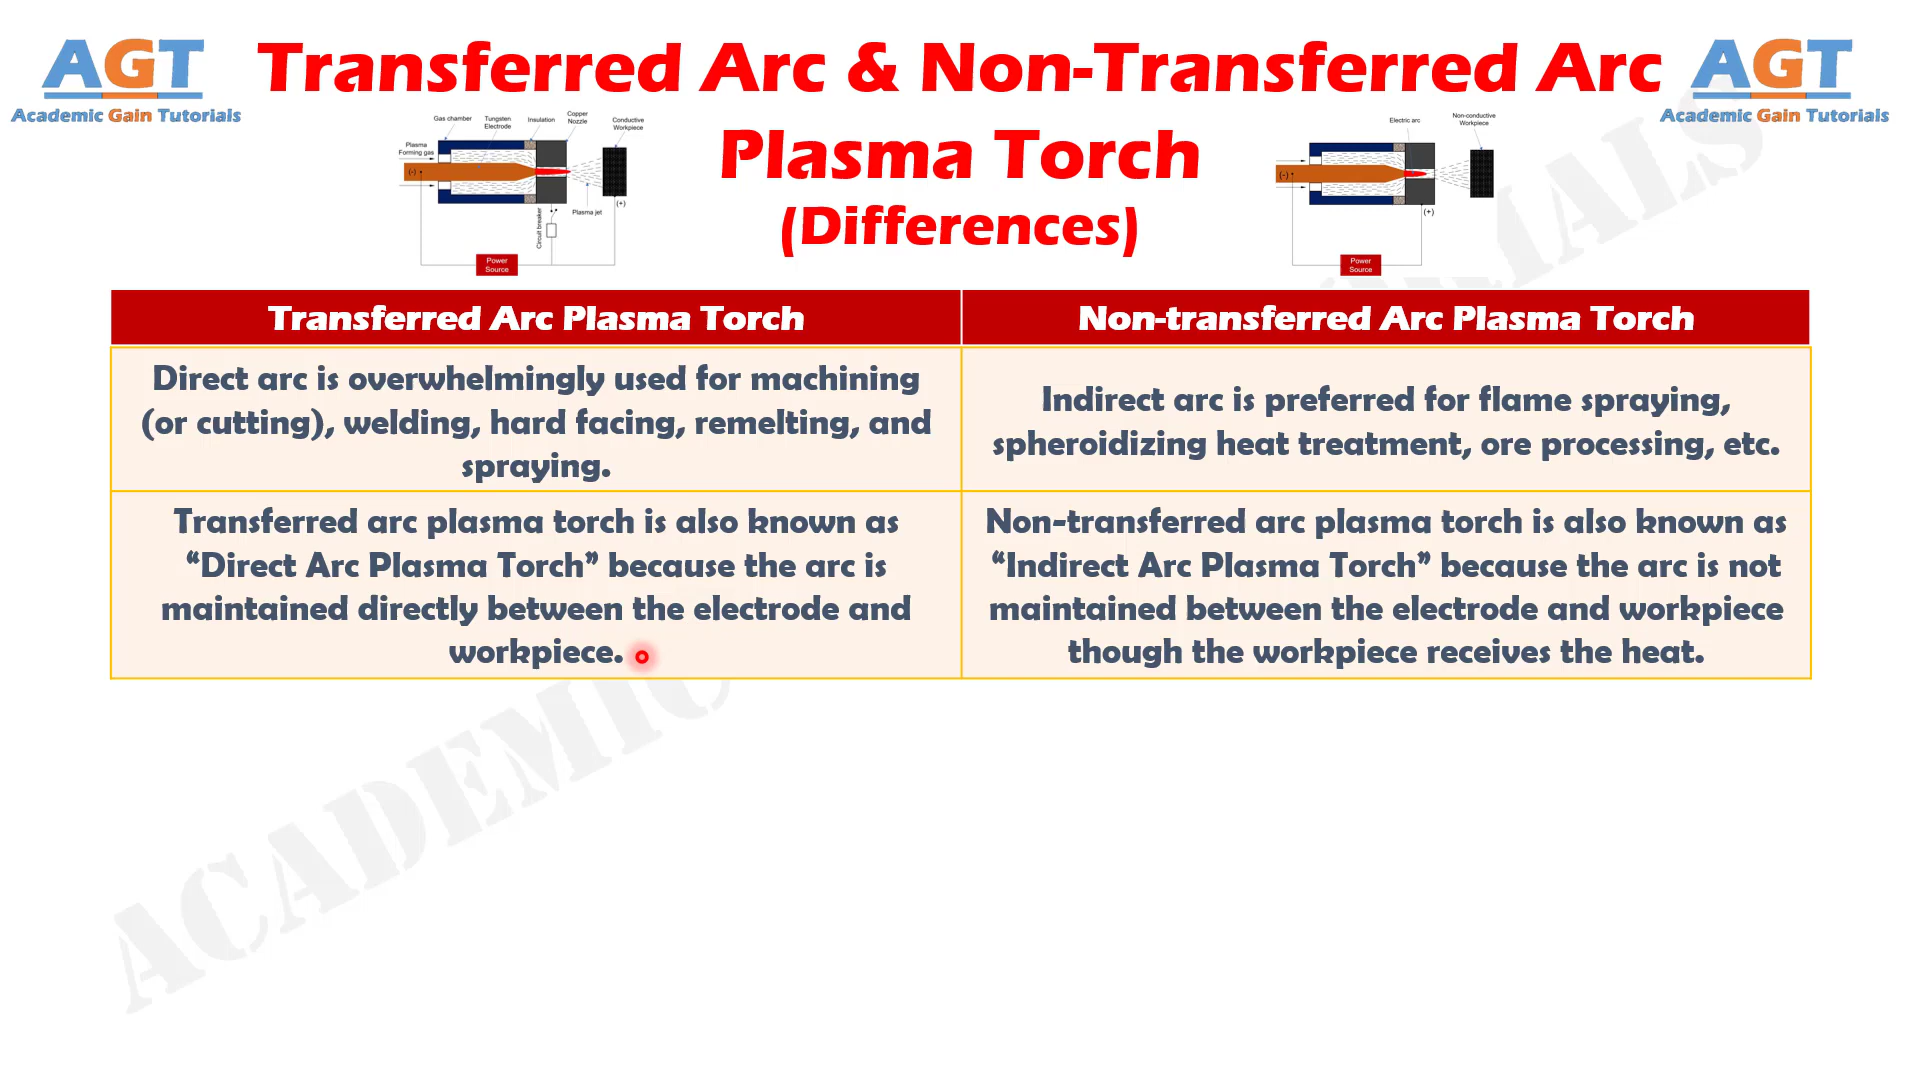 AGT
Academic Gain Tutorials
Transferred Arc & Non-Transferred Arc
Plasma Torch
(Differences)
AGT
Academic Gain Tutorials
Gas chamber
Tungsten
Electrode
Insulation
Copper
Nozzle
Conductive
Workpiece
Plasma
Forming gas
(-)
(+)
Plasma jet
Circuit breaker
Power
Source
Electric arc
Non-conductive
Workpiece
(-)
(+)
Power
Source
Transferred Arc Plasma Torch
Non-transferred Arc Plasma Torch
Direct arc is overwhelmingly used for machining
(or cutting), welding, hard facing, remelting, and
spraying.
Indirect arc is preferred for flame spraying,
spheroidizing heat treatment, ore processing, etc.
Transferred arc plasma torch is also known as
“Direct Arc Plasma Torch” because the arc is
maintained directly between the electrode and
workpiece.
Non-transferred arc plasma torch is also known as
“Indirect Arc Plasma Torch” because the arc is not
maintained between the electrode and workpiece
though the workpiece receives the heat.
ACADEMIC